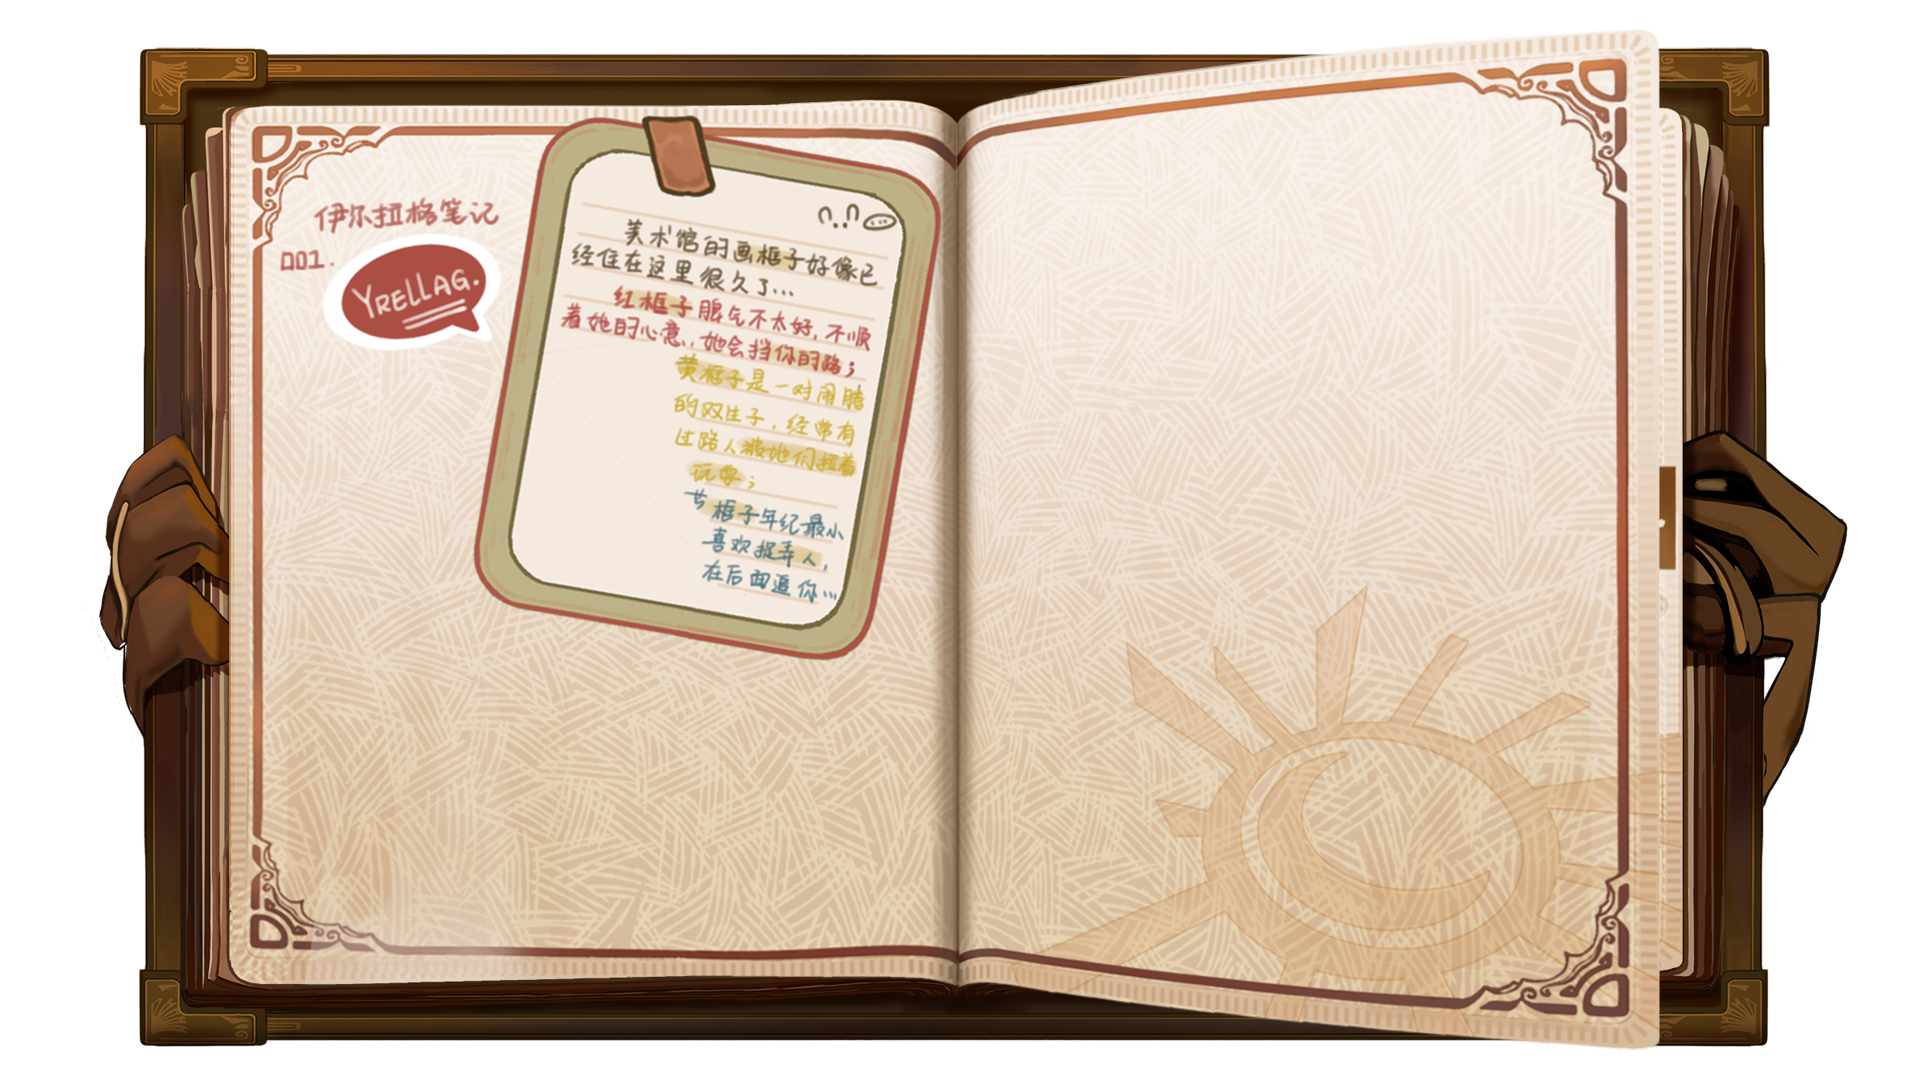 伊尔拉格笔记
001.
YRELLAG.
美术馆的画框子好像已
经住在这里很久了...
红框子脾气不太好,不顺
着她的心意,她会挡你的路;
黄框子是一对闹腾
的双生子,经常有
过路人被她们拉着
玩耍;
框子年纪最小
喜欢捉弄人,
在后面追你...